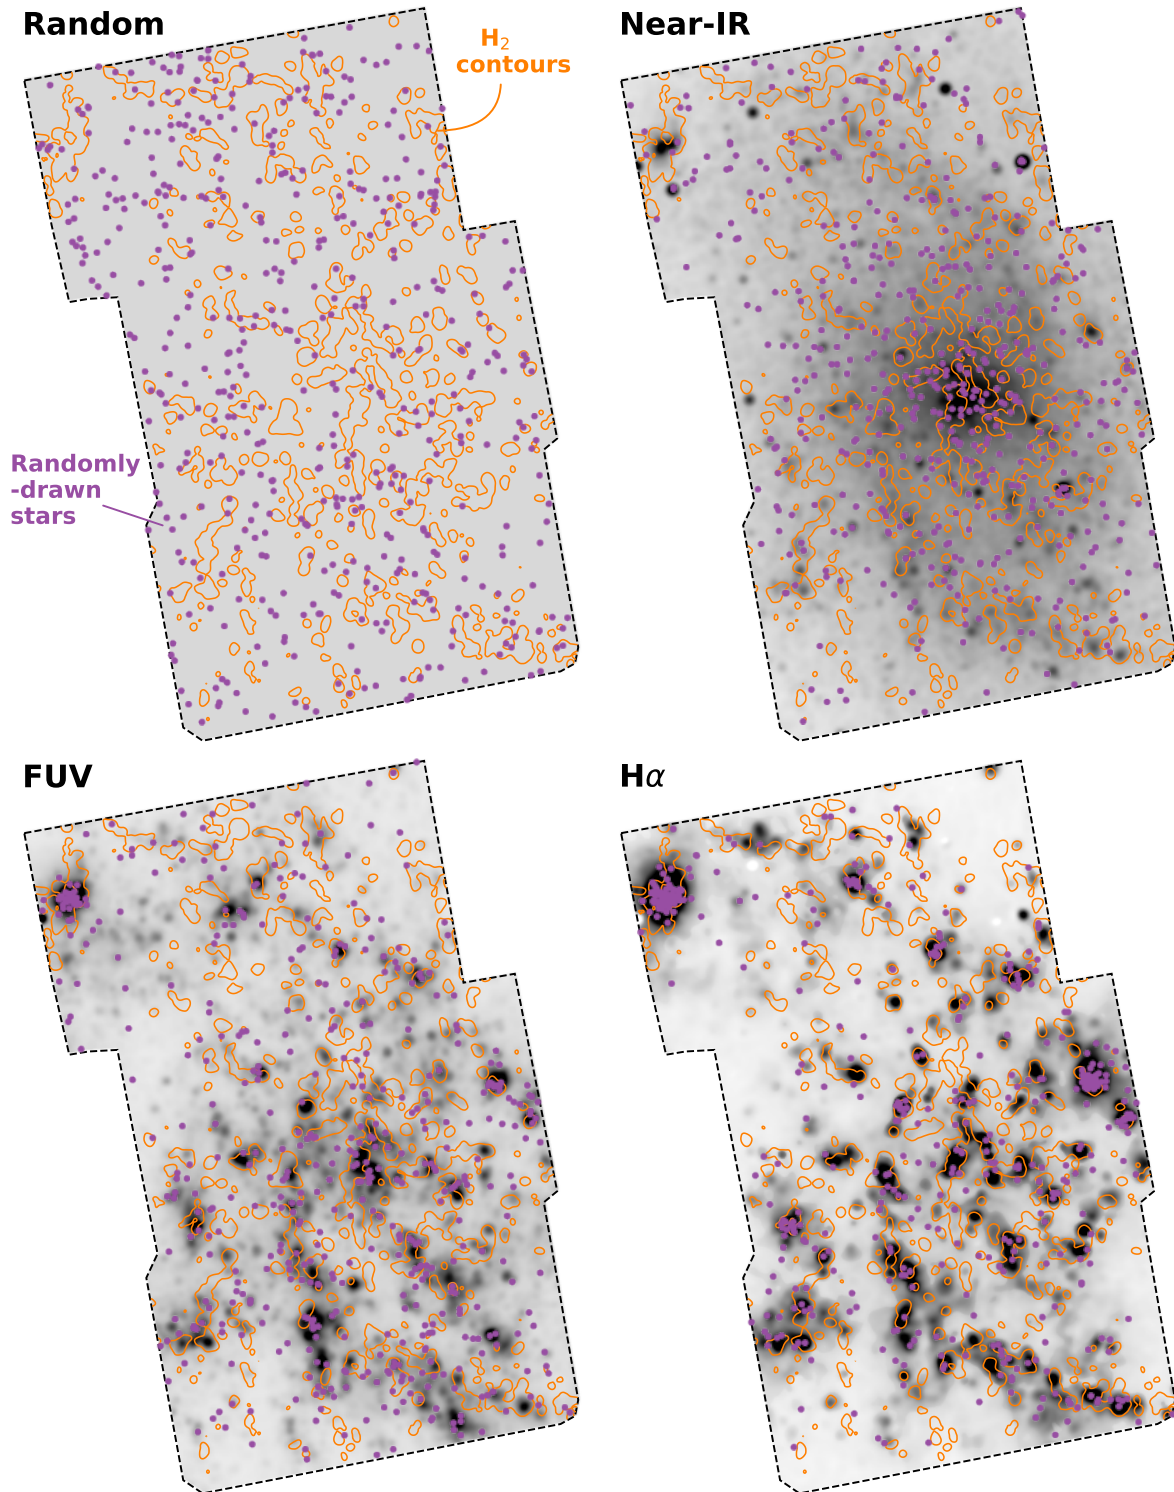 Random
Near-IR
H₂
contours
Randomly
-drawn
stars
FUV
Hα